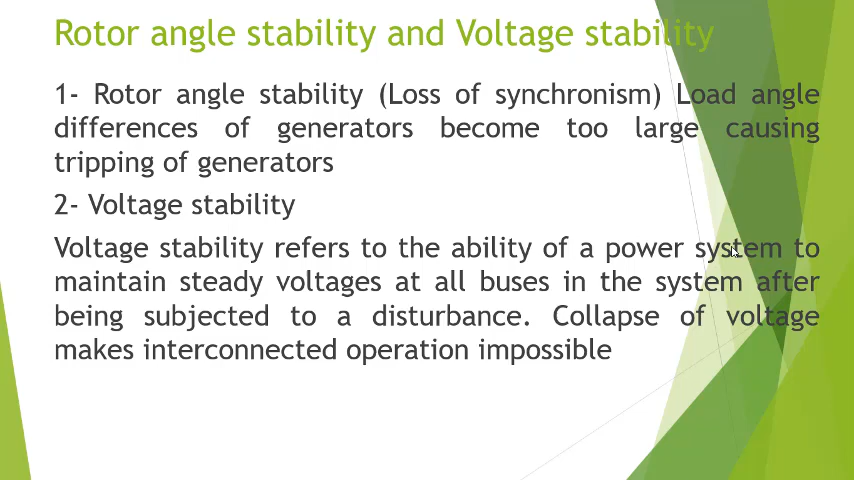 Rotor angle stability and Voltage stability
1- Rotor angle stability (Loss of synchronism) Load angle
differences of generators become too large causing
tripping of generators
2- Voltage stability
Voltage stability refers to the ability of a power system to
maintain steady voltages at all buses in the system after
being subjected to a disturbance. Collapse of voltage
makes interconnected operation impossible